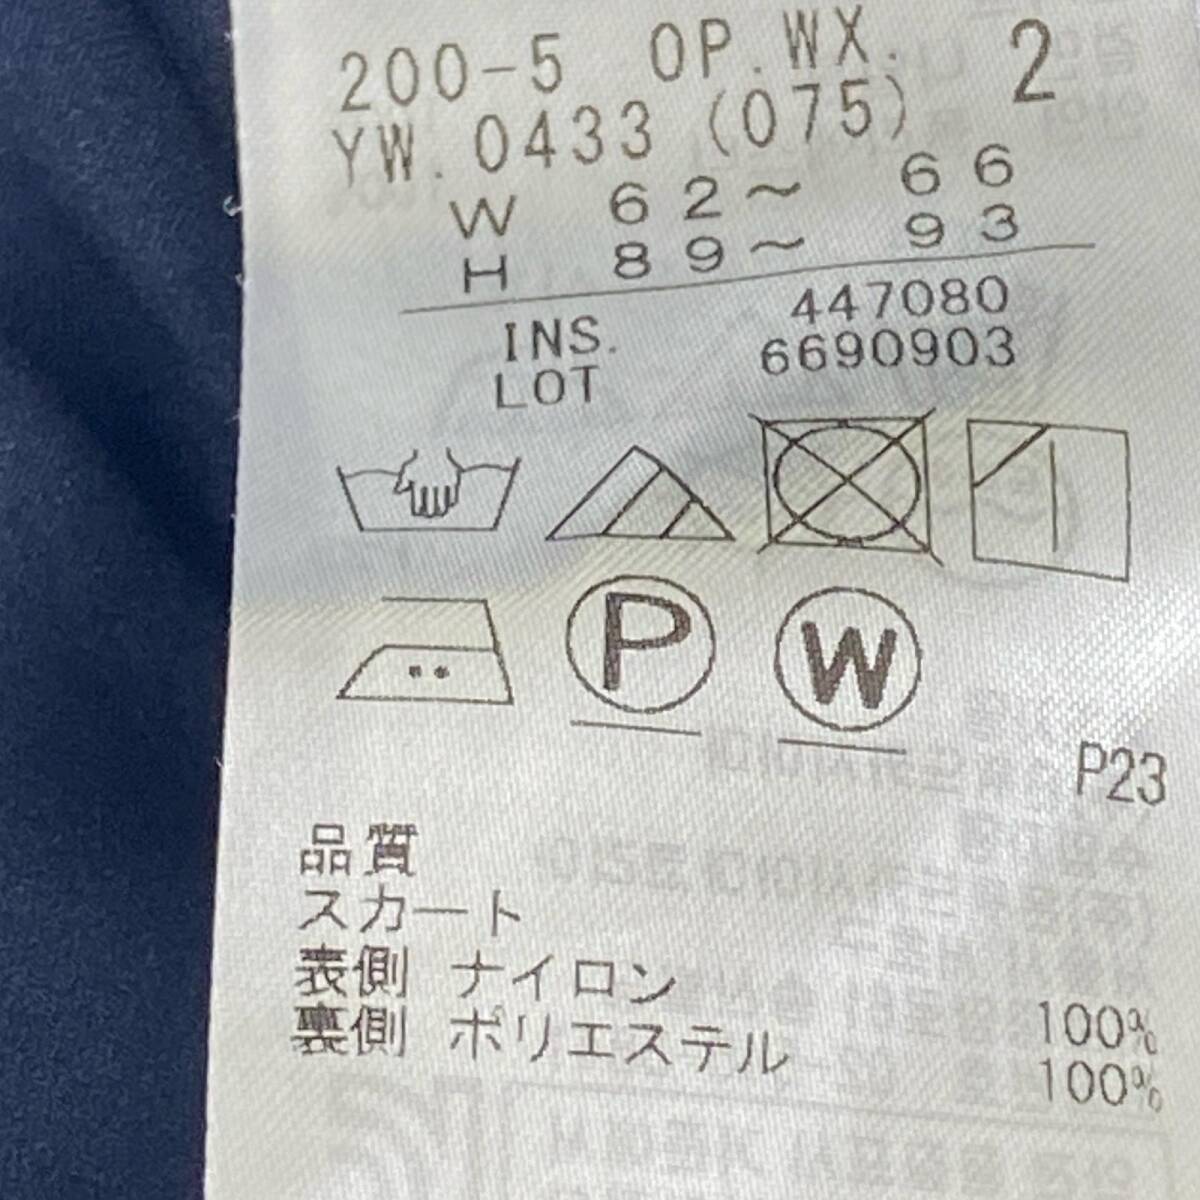 200-5 OP.WX. 2
YW.0433(075)
W 62～ 66
H 89～ 93
INS. 447080
LOT 6690903
P W
P23
品質
スカート
表側 ナイロン 100%
裏側 ポリエステル 100%